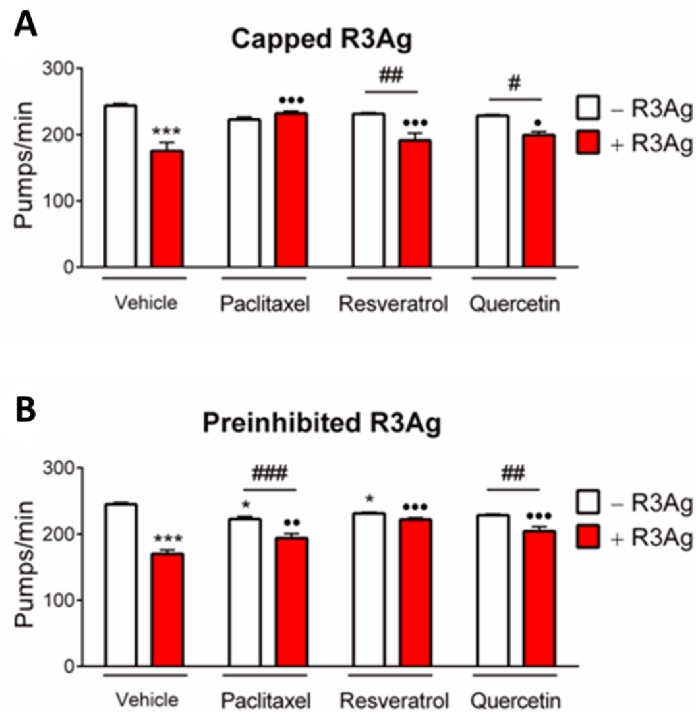 A
Capped R3Ag
Pumps/min
300
200
100
0
***
•••
##
•••
#
•
− R3Ag
+ R3Ag
Vehicle Paclitaxel Resveratrol Quercetin
B
Preinhibited R3Ag
Pumps/min
300
200
100
0
***
###
* ••
* •••
##
•••
− R3Ag
+ R3Ag
Vehicle Paclitaxel Resveratrol Quercetin